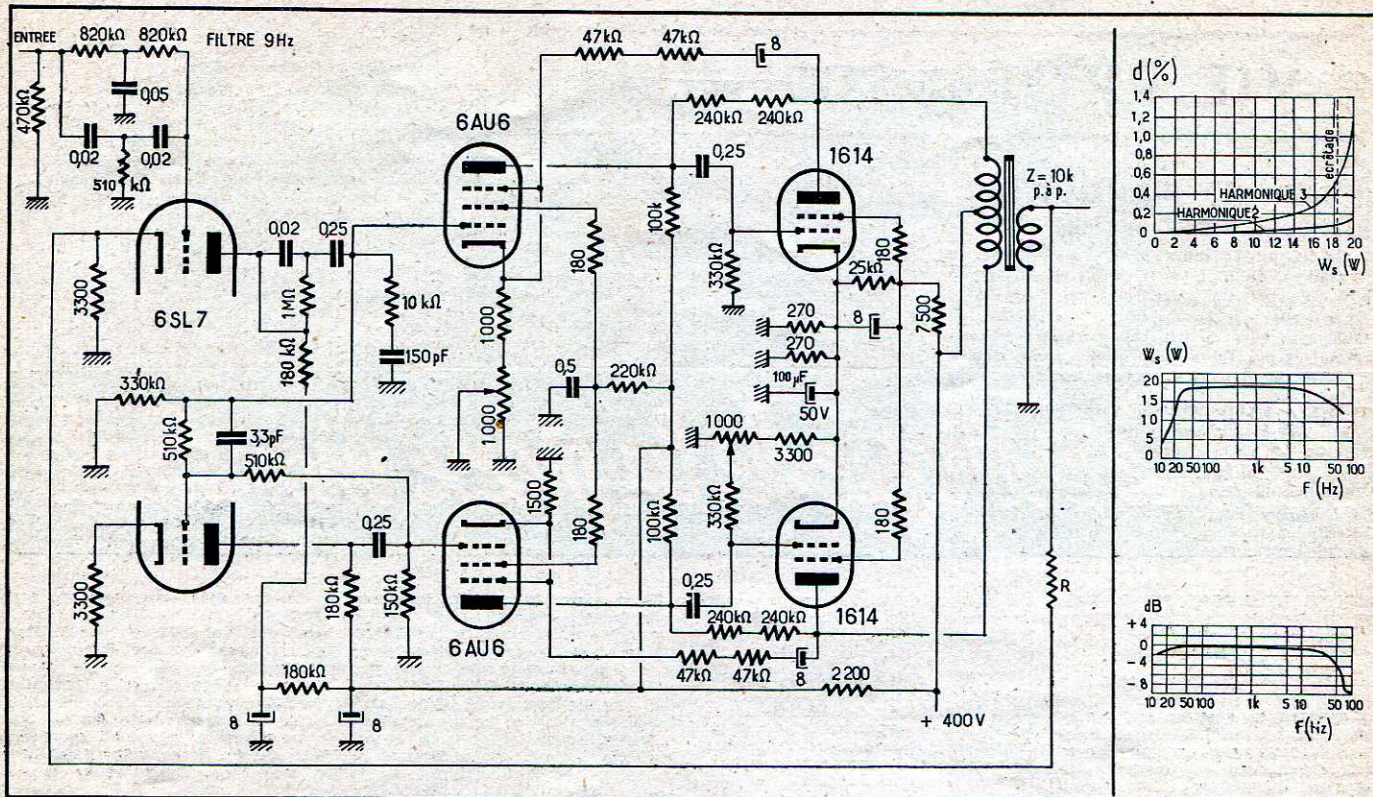 ENTREE
820kΩ
820kΩ
FILTRE 9Hz
470kΩ
0,05
0,02
0,02
510 kΩ
3300
6SL7
0,02
0,25
1MΩ
180kΩ
10 kΩ
150pF
330kΩ
510kΩ
33pF
510kΩ
3300
180kΩ
0,25
150kΩ
180kΩ
8
8
6AU6
1000
1000
1500
6AU6
180
0,5
220kΩ
180
47kΩ
47kΩ
8
240kΩ
240kΩ
0,25
100k
330kΩ
1614
180
25kΩ
270
8
270
7500
100µF
50V
1000
3300
330kΩ
100kΩ
180
0,25
1614
240kΩ
240kΩ
47kΩ
47kΩ
8
2200
+ 400V
Z=10k
p. à p.
R
d (%)
1,4
1,2
1,0
0,8
0,6
0,4
0,2
0
écrêtage
HARMONIQUE 3
HARMONIQUE 2
0 2 4 6 8 10 12 14 16 18 20
Ws (W)
Ws (W)
20
15
10
5
0
10 20 50 100 1k 5 10 50 100
F (Hz)
dB
+ 4
0
- 4
- 8
10 20 50 100 1k 5 10 50 100
F(Hz)